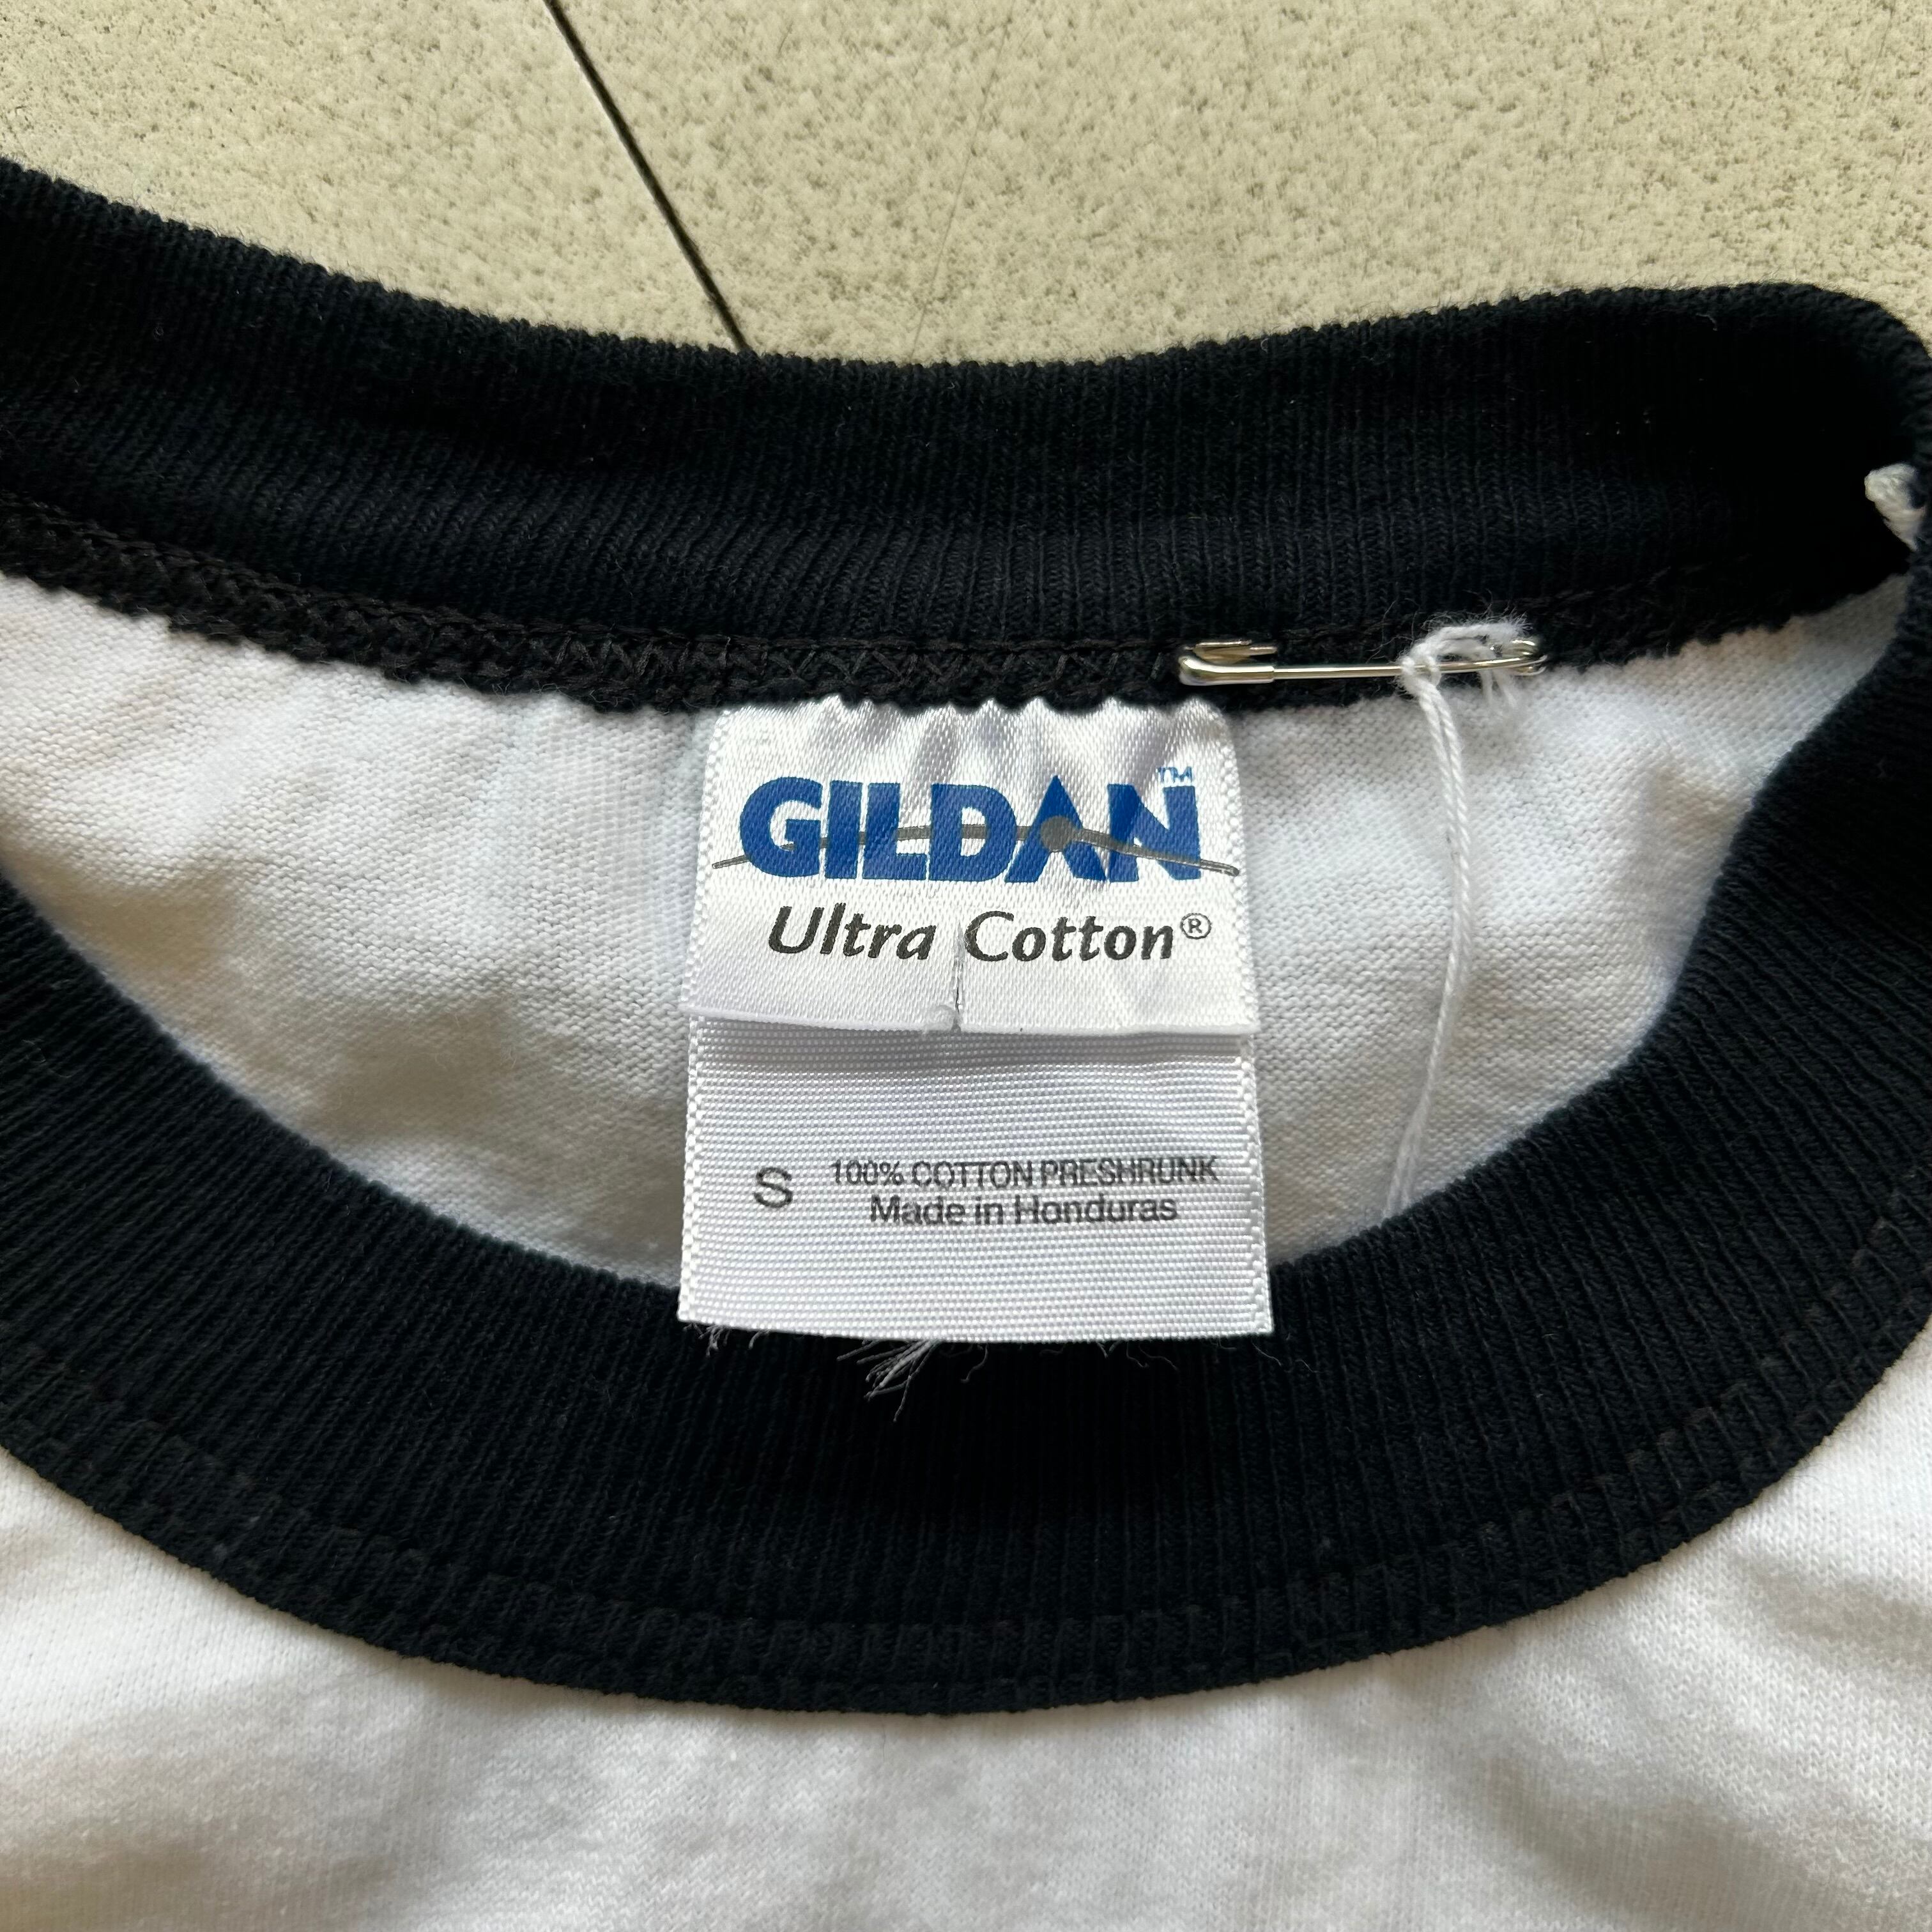 GILDAN™
Ultra Cotton®
S 100% COTTON PRESHRUNK
Made in Honduras